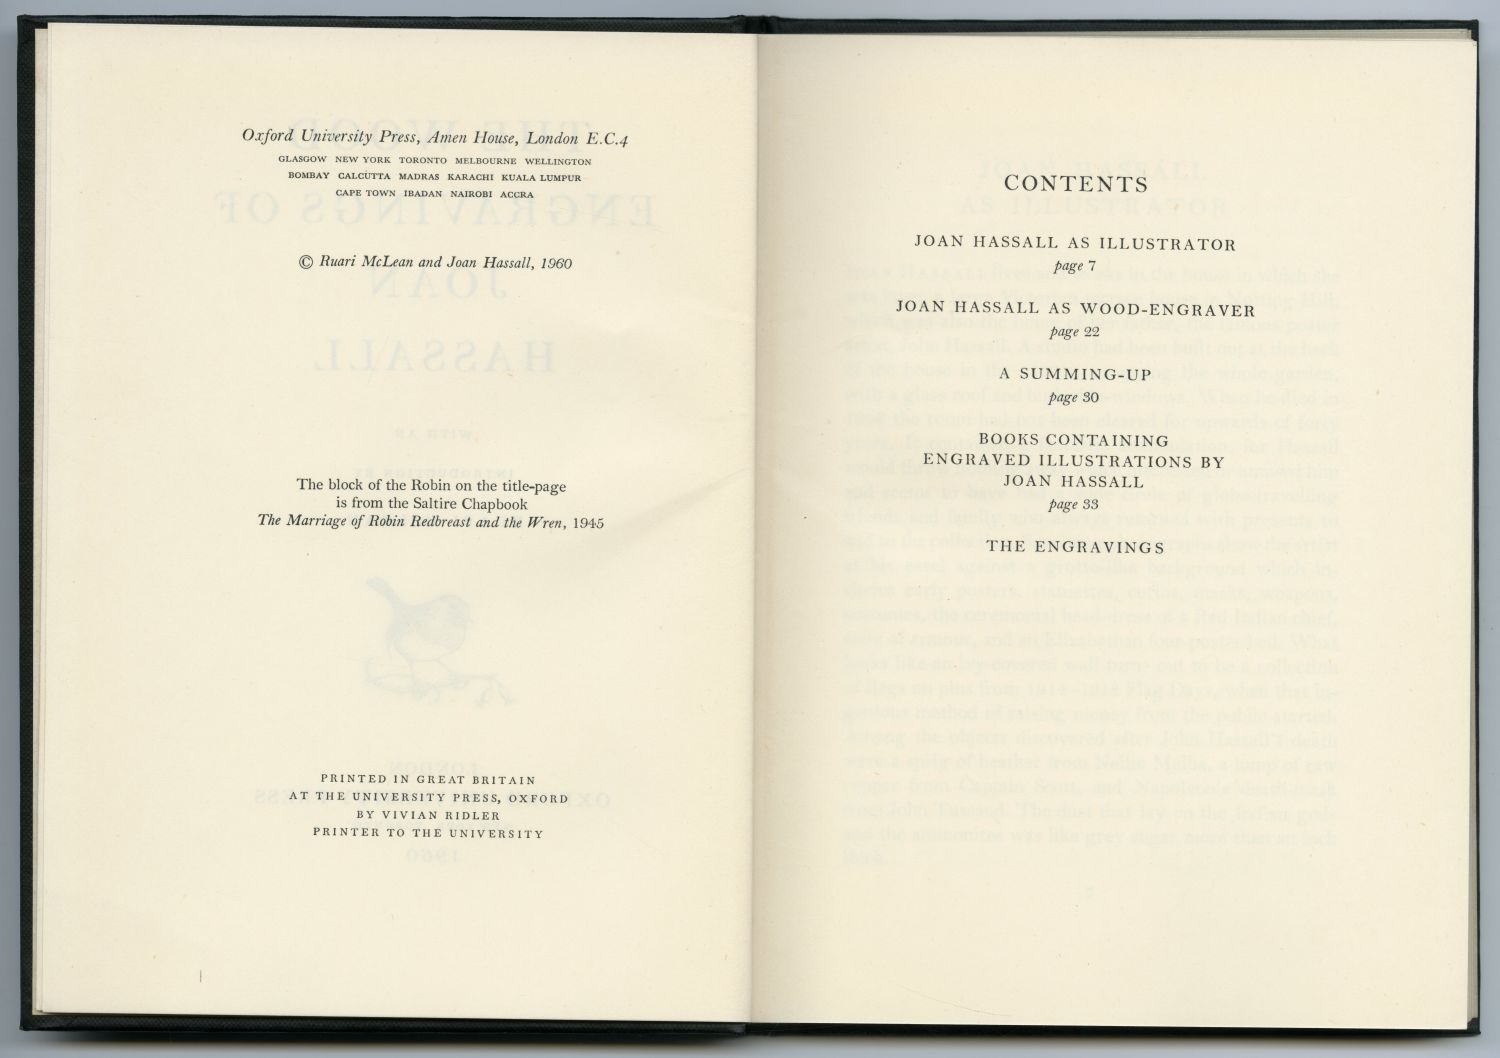 Oxford University Press, Amen House, London E.C.4
GLASGOW NEW YORK TORONTO MELBOURNE WELLINGTON
BOMBAY CALCUTTA MADRAS KARACHI KUALA LUMPUR
CAPE TOWN IBADAN NAIROBI ACCRA
© Ruari McLean and Joan Hassall, 1960
The block of the Robin on the title-page
is from the Saltire Chapbook
The Marriage of Robin Redbreast and the Wren, 1945
PRINTED IN GREAT BRITAIN
AT THE UNIVERSITY PRESS, OXFORD
BY VIVIAN RIDLER
PRINTER TO THE UNIVERSITY
CONTENTS
JOAN HASSALL AS ILLUSTRATOR
page 7
JOAN HASSALL AS WOOD-ENGRAVER
page 22
A SUMMING-UP
page 30
BOOKS CONTAINING
ENGRAVED ILLUSTRATIONS BY
JOAN HASSALL
page 33
THE ENGRAVINGS